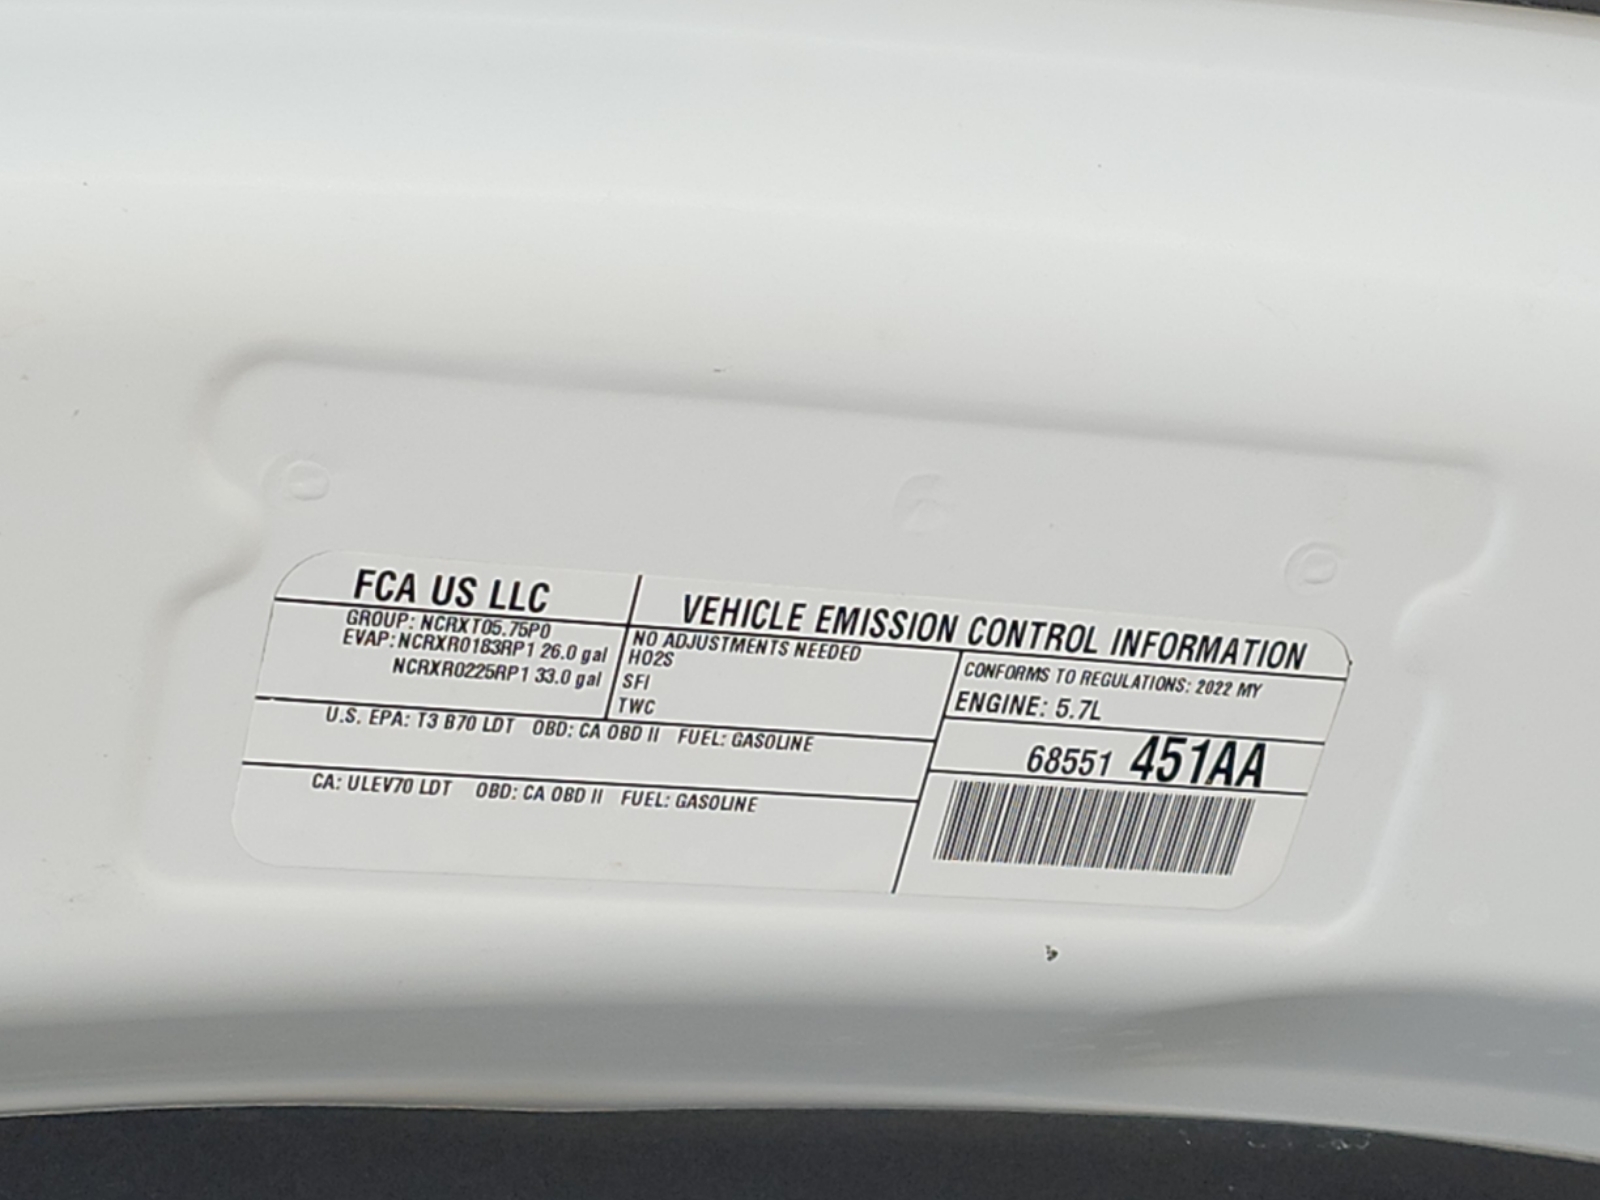 FCA US LLC
VEHICLE EMISSION CONTROL INFORMATION
GROUP: NCRXT05.75P0
EVAP: NCRXR0183RP1 26.0 gal
NCRXR0225RP1 33.0 gal
NO ADJUSTMENTS NEEDED
HO2S
SFI
TWC
CONFORMS TO REGULATIONS: 2022 MY
ENGINE: 5.7L
U.S. EPA: T3 B70 LDT OBD: CA OBD II FUEL: GASOLINE
CA: ULEV70 LDT OBD: CA OBD II FUEL: GASOLINE
68551 451AA